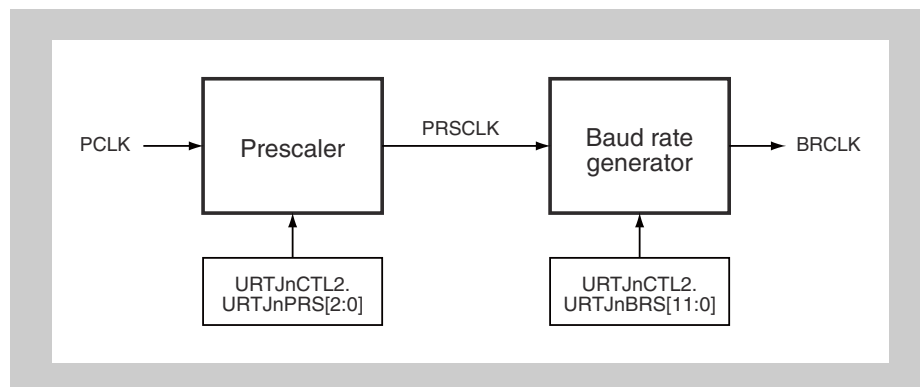 PCLK
Prescaler
PRSCLK
Baud rate
generator
BRCLK
URTJnCTL2.
URTJnPRS[2:0]
URTJnCTL2.
URTJnBRS[11:0]